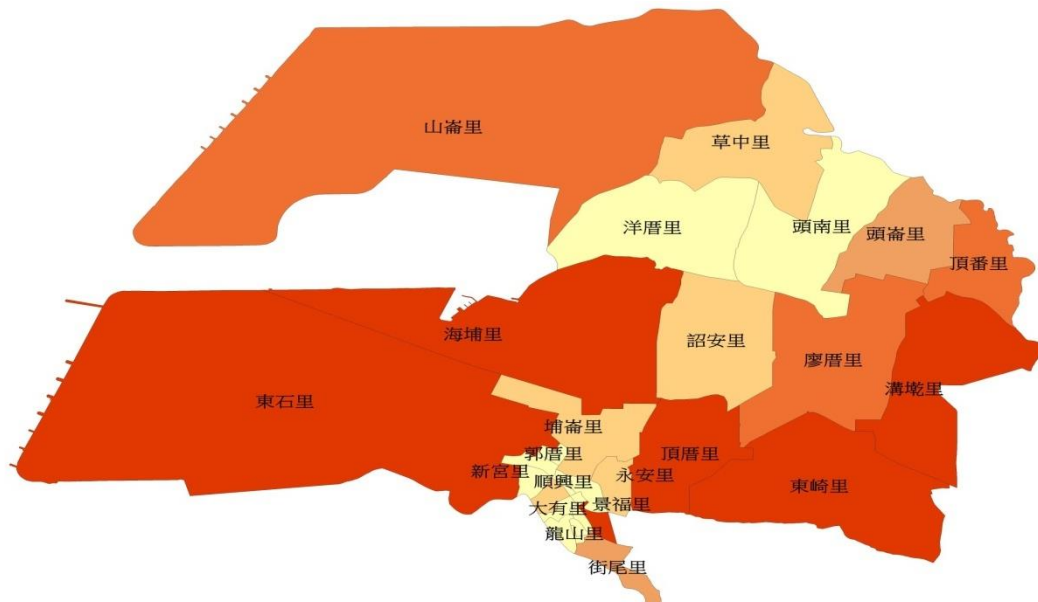 山崙里
草中里
洋厝里
頭南里
頭崙里
頂番里
海埔里
詔安里
廖厝里
溝墘里
東石里
埔崙里
郭厝里
頂厝里
新宮里
順興里
永安里
東崎里
大有里
景福里
龍山里
街尾里